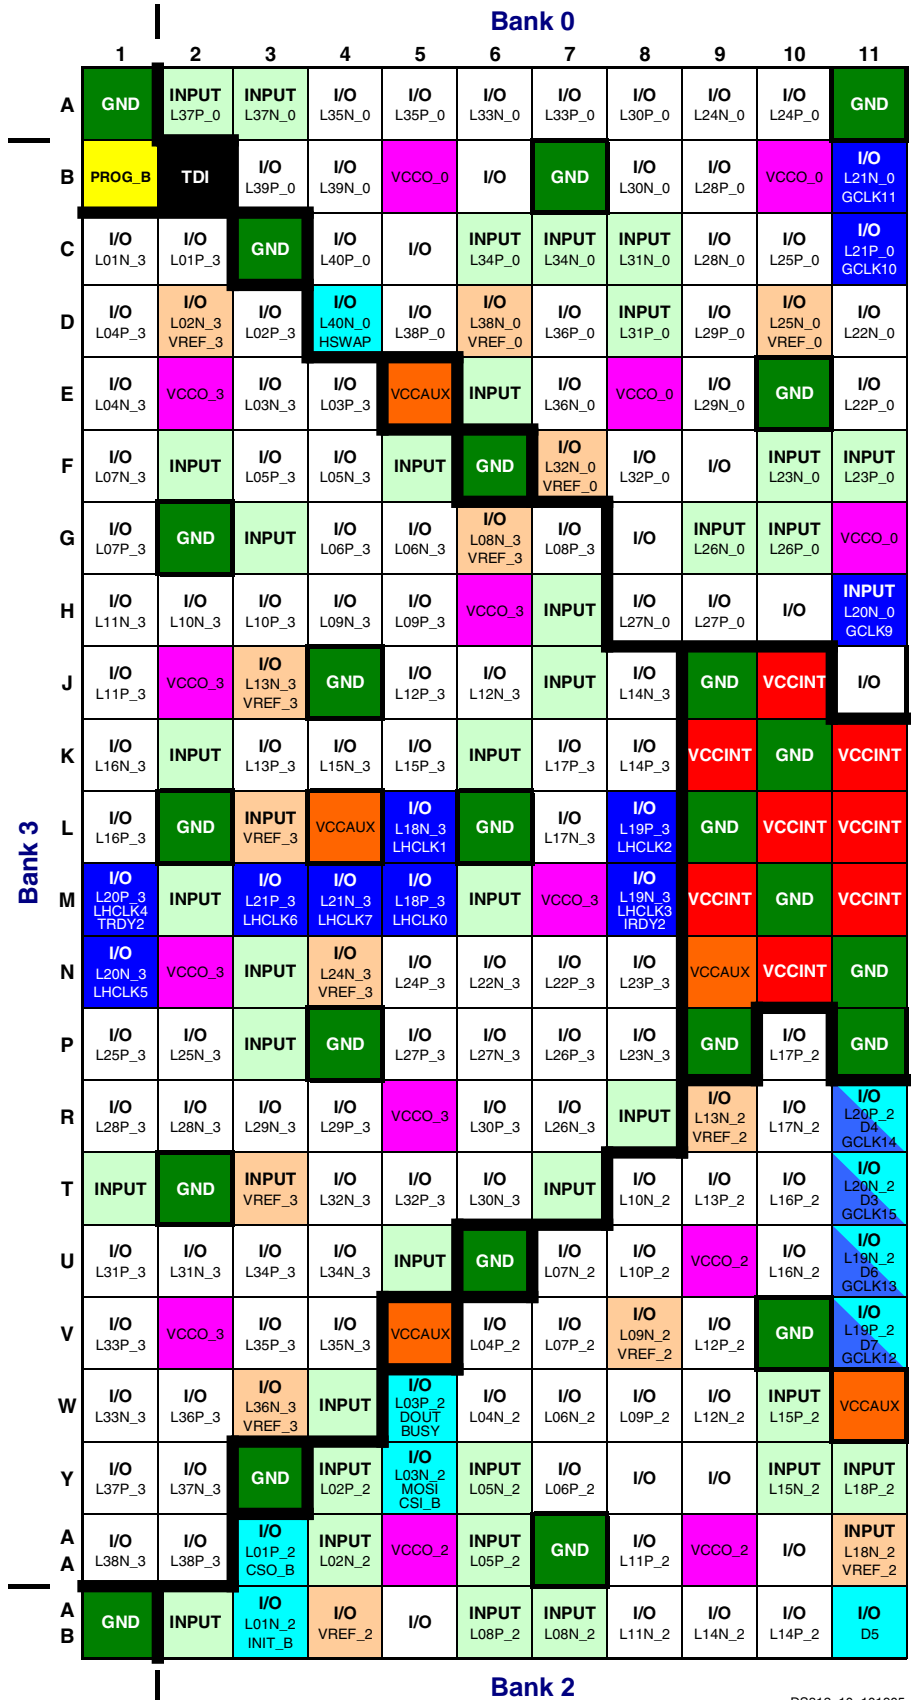 Bank 0
1 2 3 4 5 6 7 8 9 10 11
A GND INPUT L37P_0 INPUT L37N_0 I/O L35N_0 I/O L35P_0 I/O L33N_0 I/O L33P_0 I/O L30P_0 I/O L24N_0 I/O L24P_0 GND
B PROG_B TDI I/O L39P_0 I/O L39N_0 VCCO_0 I/O GND I/O L30N_0 I/O L28P_0 VCCO_0 I/O L21N_0 GCLK11
C I/O L01N_3 I/O L01P_3 GND I/O L40P_0 I/O INPUT L34P_0 INPUT L34N_0 INPUT L31N_0 I/O L28N_0 I/O L25P_0 I/O L21P_0 GCLK10
D I/O L04P_3 I/O L02N_3 VREF_3 I/O L02P_3 I/O L40N_0 HSWAP I/O L38P_0 I/O L38N_0 VREF_0 I/O L36P_0 INPUT L31P_0 I/O L29P_0 I/O L25N_0 VREF_0 I/O L22N_0
E I/O L04N_3 VCCO_3 I/O L03N_3 I/O L03P_3 VCCAUX INPUT I/O L36N_0 VCCO_0 I/O L29N_0 GND I/O L22P_0
F I/O L07N_3 INPUT I/O L05P_3 I/O L05N_3 INPUT GND I/O L32N_0 VREF_0 I/O L32P_0 I/O INPUT L23N_0 INPUT L23P_0
G I/O L07P_3 GND INPUT I/O L06P_3 I/O L06N_3 I/O L08N_3 VREF_3 I/O L08P_3 I/O INPUT L26N_0 INPUT L26P_0 VCCO_0
H I/O L11N_3 I/O L10N_3 I/O L10P_3 I/O L09N_3 I/O L09P_3 VCCO_3 INPUT I/O L27N_0 I/O L27P_0 I/O INPUT L20N_0 GCLK9
J I/O L11P_3 VCCO_3 I/O L13N_3 VREF_3 GND I/O L12P_3 I/O L12N_3 INPUT I/O L14N_3 GND VCCINT I/O
K I/O L16N_3 INPUT I/O L13P_3 I/O L15N_3 I/O L15P_3 INPUT I/O L17P_3 I/O L14P_3 VCCINT GND VCCINT
Bank 3
L I/O L16P_3 GND INPUT VREF_3 VCCAUX I/O L18N_3 LHCLK1 GND I/O L17N_3 I/O L19P_3 LHCLK2 GND VCCINT VCCINT
M I/O L20P_3 LHCLK4 TRDY2 INPUT I/O L21P_3 LHCLK6 I/O L21N_3 LHCLK7 I/O L18P_3 LHCLK0 INPUT VCCO_3 I/O L19N_3 LHCLK3 IRDY2 VCCINT GND VCCINT
N I/O L20N_3 LHCLK5 VCCO_3 INPUT I/O L24N_3 VREF_3 I/O L24P_3 I/O L22N_3 I/O L22P_3 I/O L23P_3 VCCAUX VCCINT GND
P I/O L25P_3 I/O L25N_3 INPUT GND I/O L27P_3 I/O L27N_3 I/O L26P_3 I/O L23N_3 GND I/O L17P_2 GND
R I/O L28P_3 I/O L28N_3 I/O L29N_3 I/O L29P_3 VCCO_3 I/O L30P_3 I/O L26N_3 INPUT I/O L13N_2 VREF_2 I/O L17N_2 I/O L20P_2 D4 GCLK14
T INPUT GND INPUT VREF_3 I/O L32N_3 I/O L32P_3 I/O L30N_3 INPUT I/O L10N_2 I/O L13P_2 I/O L16P_2 I/O L20N_2 D3 GCLK15
U I/O L31P_3 I/O L31N_3 I/O L34P_3 I/O L34N_3 INPUT GND I/O L07N_2 I/O L10P_2 VCCO_2 I/O L16N_2 I/O L19N_2 D6 GCLK13
V I/O L33P_3 VCCO_3 I/O L35P_3 I/O L35N_3 VCCAUX I/O L04P_2 I/O L07P_2 I/O L09N_2 VREF_2 I/O L12P_2 GND I/O L19P_2 D7 GCLK12
W I/O L33N_3 I/O L36P_3 I/O L36N_3 VREF_3 INPUT I/O L03P_2 DOUT BUSY I/O L04N_2 I/O L06N_2 I/O L09P_2 I/O L12N_2 INPUT L15P_2 VCCAUX
Y I/O L37P_3 I/O L37N_3 GND INPUT L02P_2 I/O L03N_2 MOSI CSI_B INPUT L05N_2 I/O L06P_2 I/O I/O INPUT L15N_2 INPUT L18P_2
A A I/O L38N_3 I/O L38P_3 I/O L01P_2 CSO_B INPUT L02N_2 VCCO_2 INPUT L05P_2 GND I/O L11P_2 VCCO_2 I/O INPUT L18N_2 VREF_2
A B GND INPUT I/O L01N_2 INIT_B I/O VREF_2 I/O INPUT L08P_2 INPUT L08N_2 I/O L11N_2 I/O L14N_2 I/O L14P_2 I/O D5
Bank 2